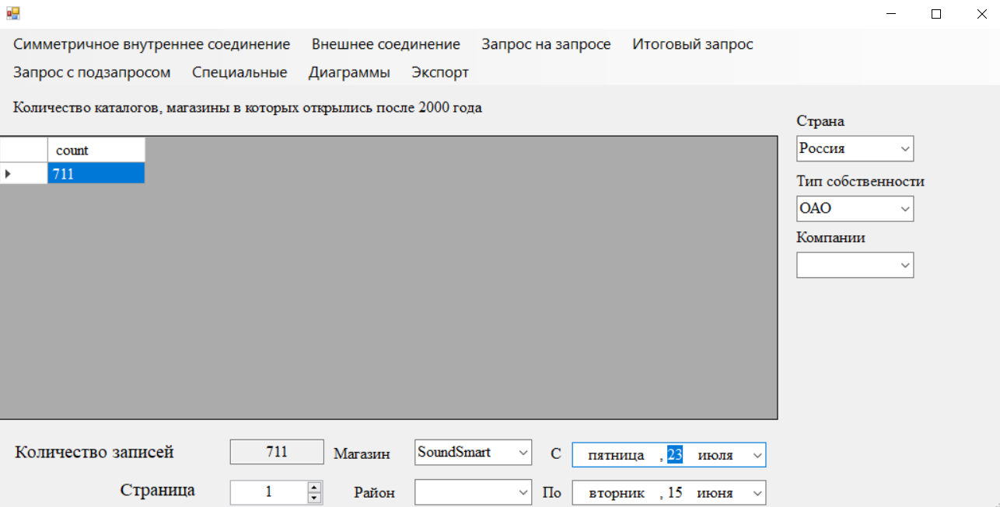 Симметричное внутреннее соединение Внешнее соединение Запрос на запросе Итоговый запрос
Запрос с подзапросом Специальные Диаграммы Экспорт
Количество каталогов, магазины в которых открылись после 2000 года
count
711
Страна
Россия
Тип собственности
ОАО
Компании
Количество записей 711 Магазин SoundSmart С пятница , 23 июля
Страница 1 Район По вторник , 15 июня